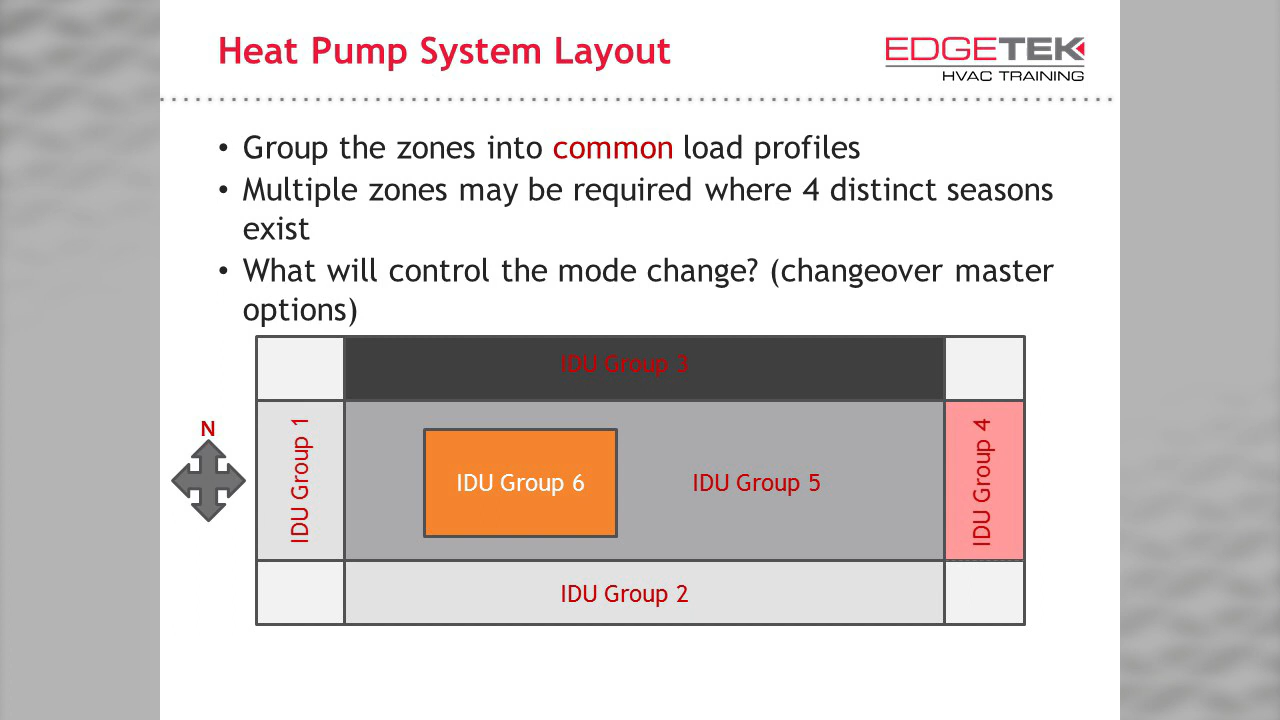 Heat Pump System Layout
EDGETEK
HVAC TRAINING
• Group the zones into common load profiles
• Multiple zones may be required where 4 distinct seasons
exist
• What will control the mode change? (changeover master
options)
IDU Group 3
N
IDU Group 1
IDU Group 6
IDU Group 5
IDU Group 4
IDU Group 2